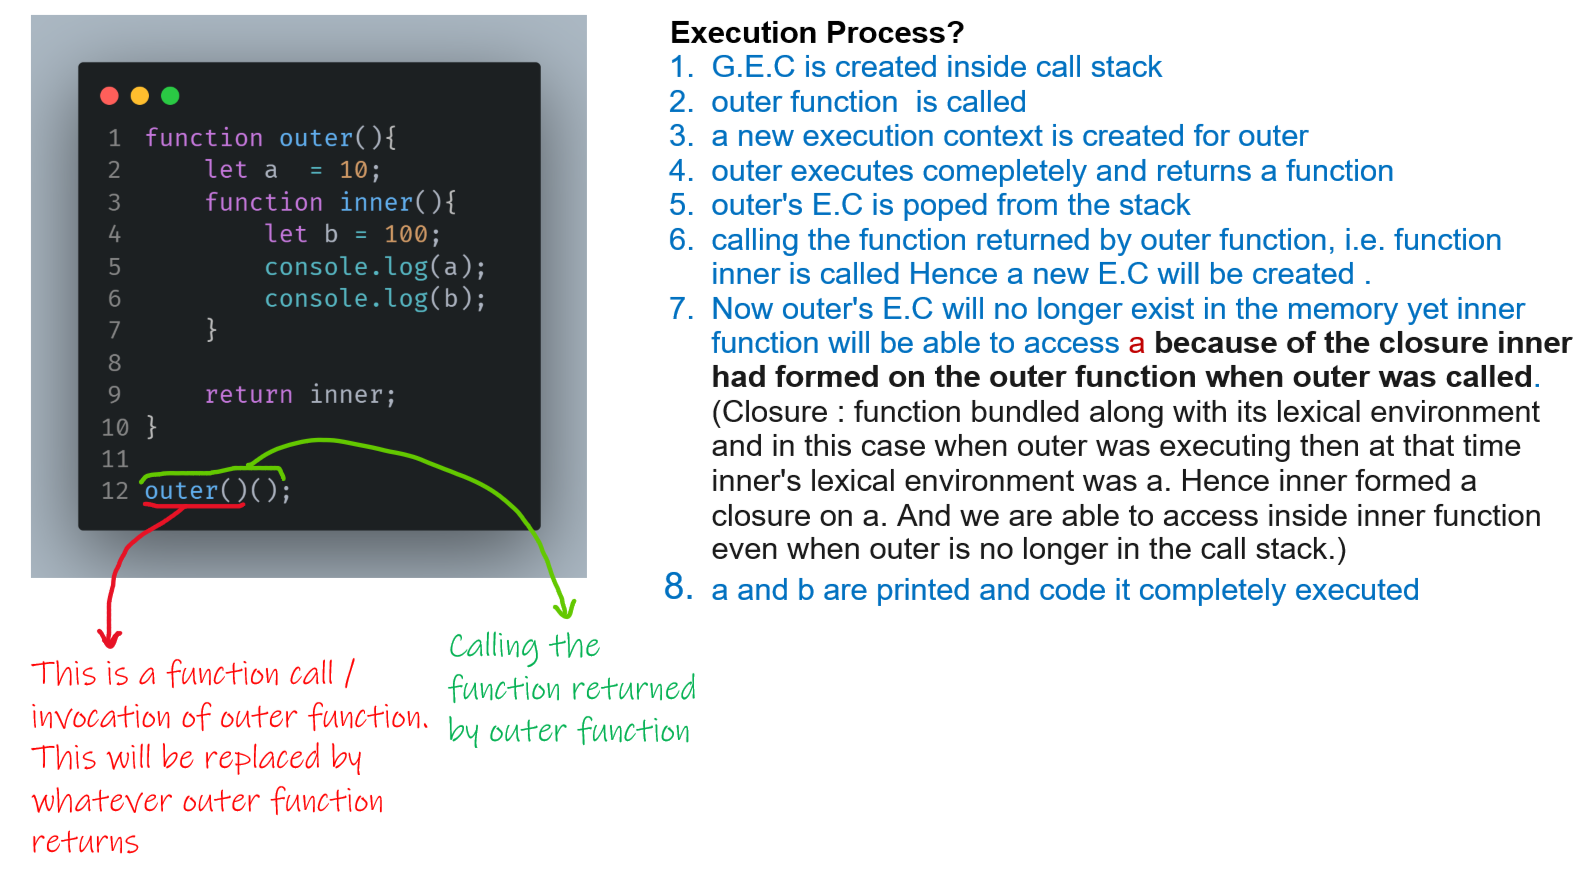 1 function outer(){
2 let a  = 10;
3 function inner(){
4 let b = 100;
5 console.log(a);
6 console.log(b);
7 }
8
9 return inner;
10 }
11
12 outer()();
This is a function call /
invocation of outer function.
This will be replaced by
whatever outer function
returns
Calling the
function returned
by outer function
Execution Process?
1. G.E.C is created inside call stack
2. outer function  is called
3. a new execution context is created for outer
4. outer executes comepletely and returns a function
5. outer's E.C is poped from the stack
6. calling the function returned by outer function, i.e. function
inner is called Hence a new E.C will be created .
7. Now outer's E.C will no longer exist in the memory yet inner
function will be able to access a because of the closure inner
had formed on the outer function when outer was called.
(Closure : function bundled along with its lexical environment
and in this case when outer was executing then at that time
inner's lexical environment was a. Hence inner formed a
closure on a. And we are able to access inside inner function
even when outer is no longer in the call stack.)
8. a and b are printed and code it completely executed